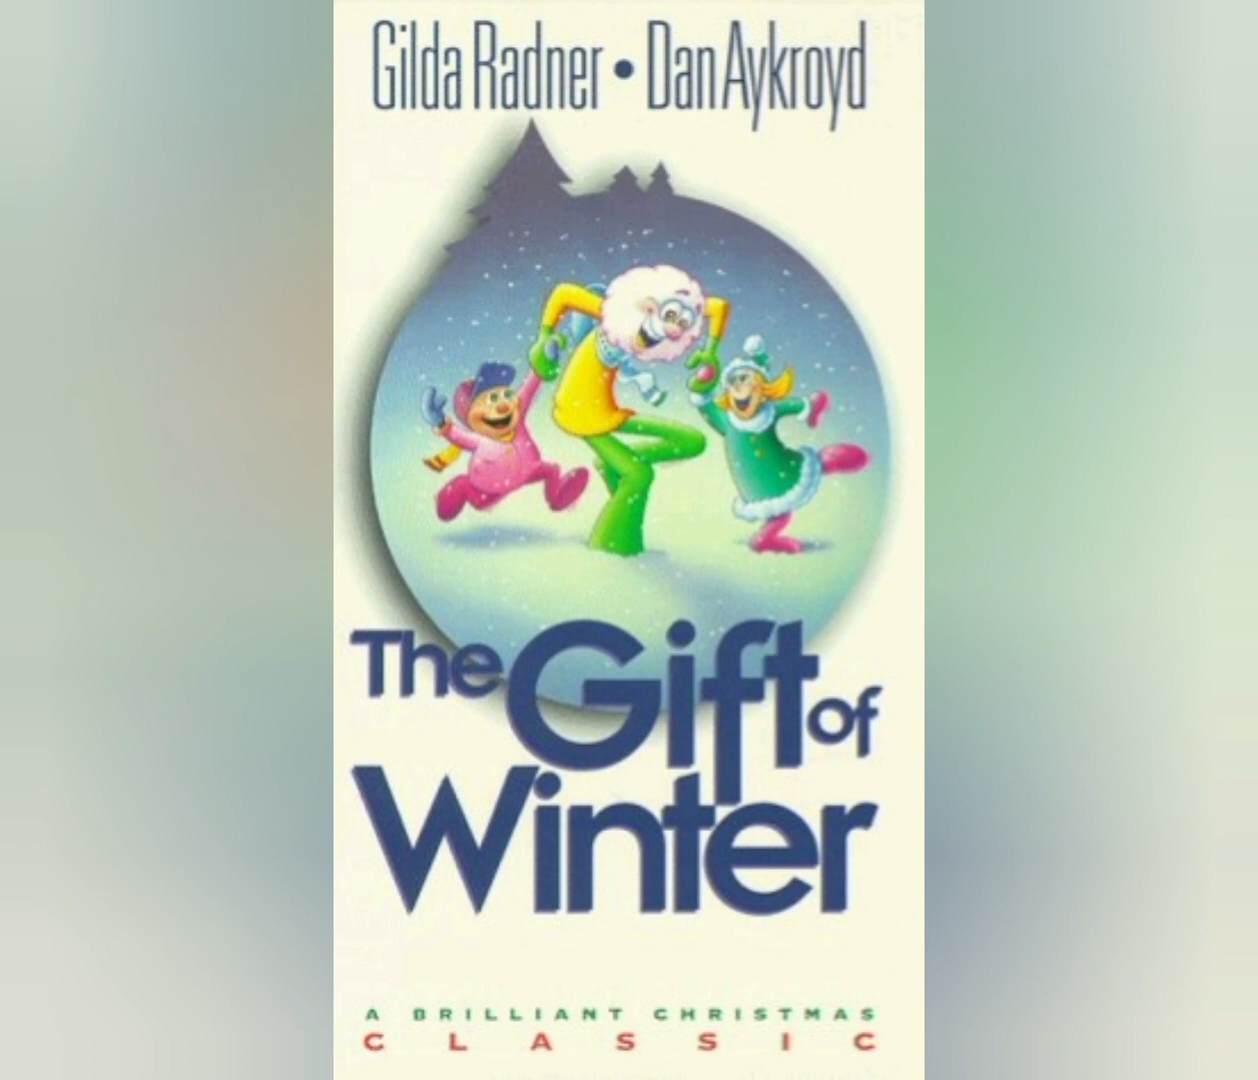 Gilda Radner • Dan Aykroyd
The Gift of
Winter
A BRILLIANT CHRISTMAS
CLASSIC